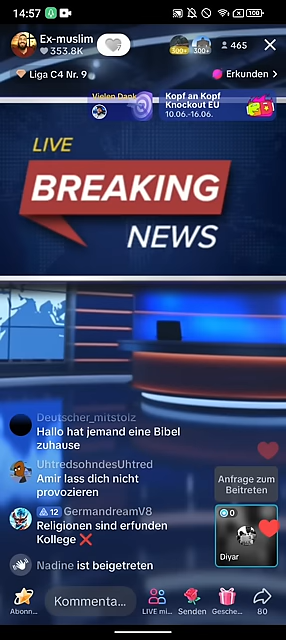 14:57
100
Ex-muslim
353.8K
500+
500+
465
Liga C4 Nr. 9
Erkunden >
Vielen Dank
Kopf an Kopf
Knockout EU
10.06.-16.06.
LIVE
BREAKING
NEWS
Deutscher_mitstolz
Hallo hat jemand eine Bibel
zuhause
UhtredsohndesUhtred
Amir lass dich nicht
provozieren
12 GermandreamV8
Religionen sind erfunden
Kollege ❌
Nadine ist beigetreten
Anfrage zum
Beitreten
0
Diyar
Abonn...
Kommenta...
LIVE mi...
Senden
Gesche...
80